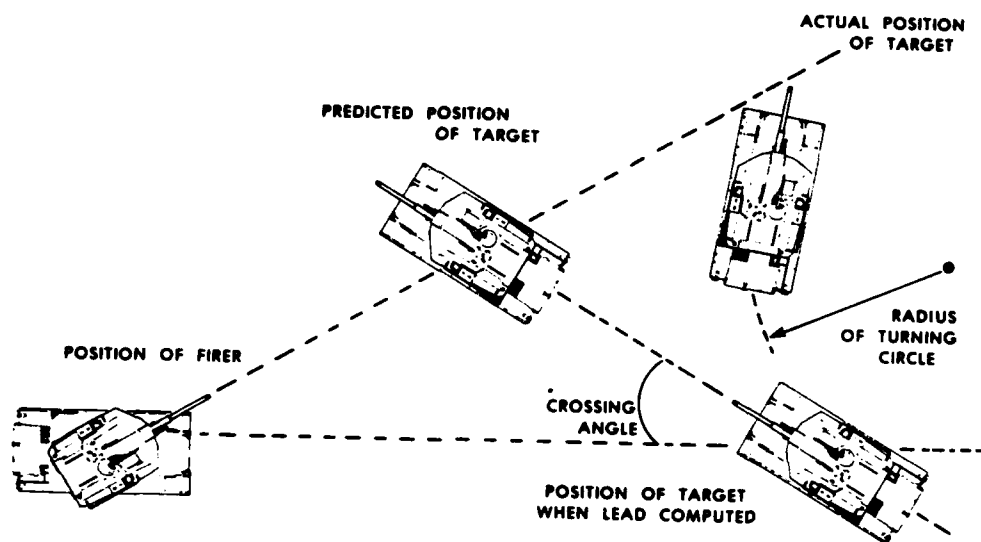 ACTUAL POSITION
OF TARGET
PREDICTED POSITION
OF TARGET
POSITION OF FIRER
RADIUS
OF TURNING
CIRCLE
CROSSING
ANGLE
POSITION OF TARGET
WHEN LEAD COMPUTED